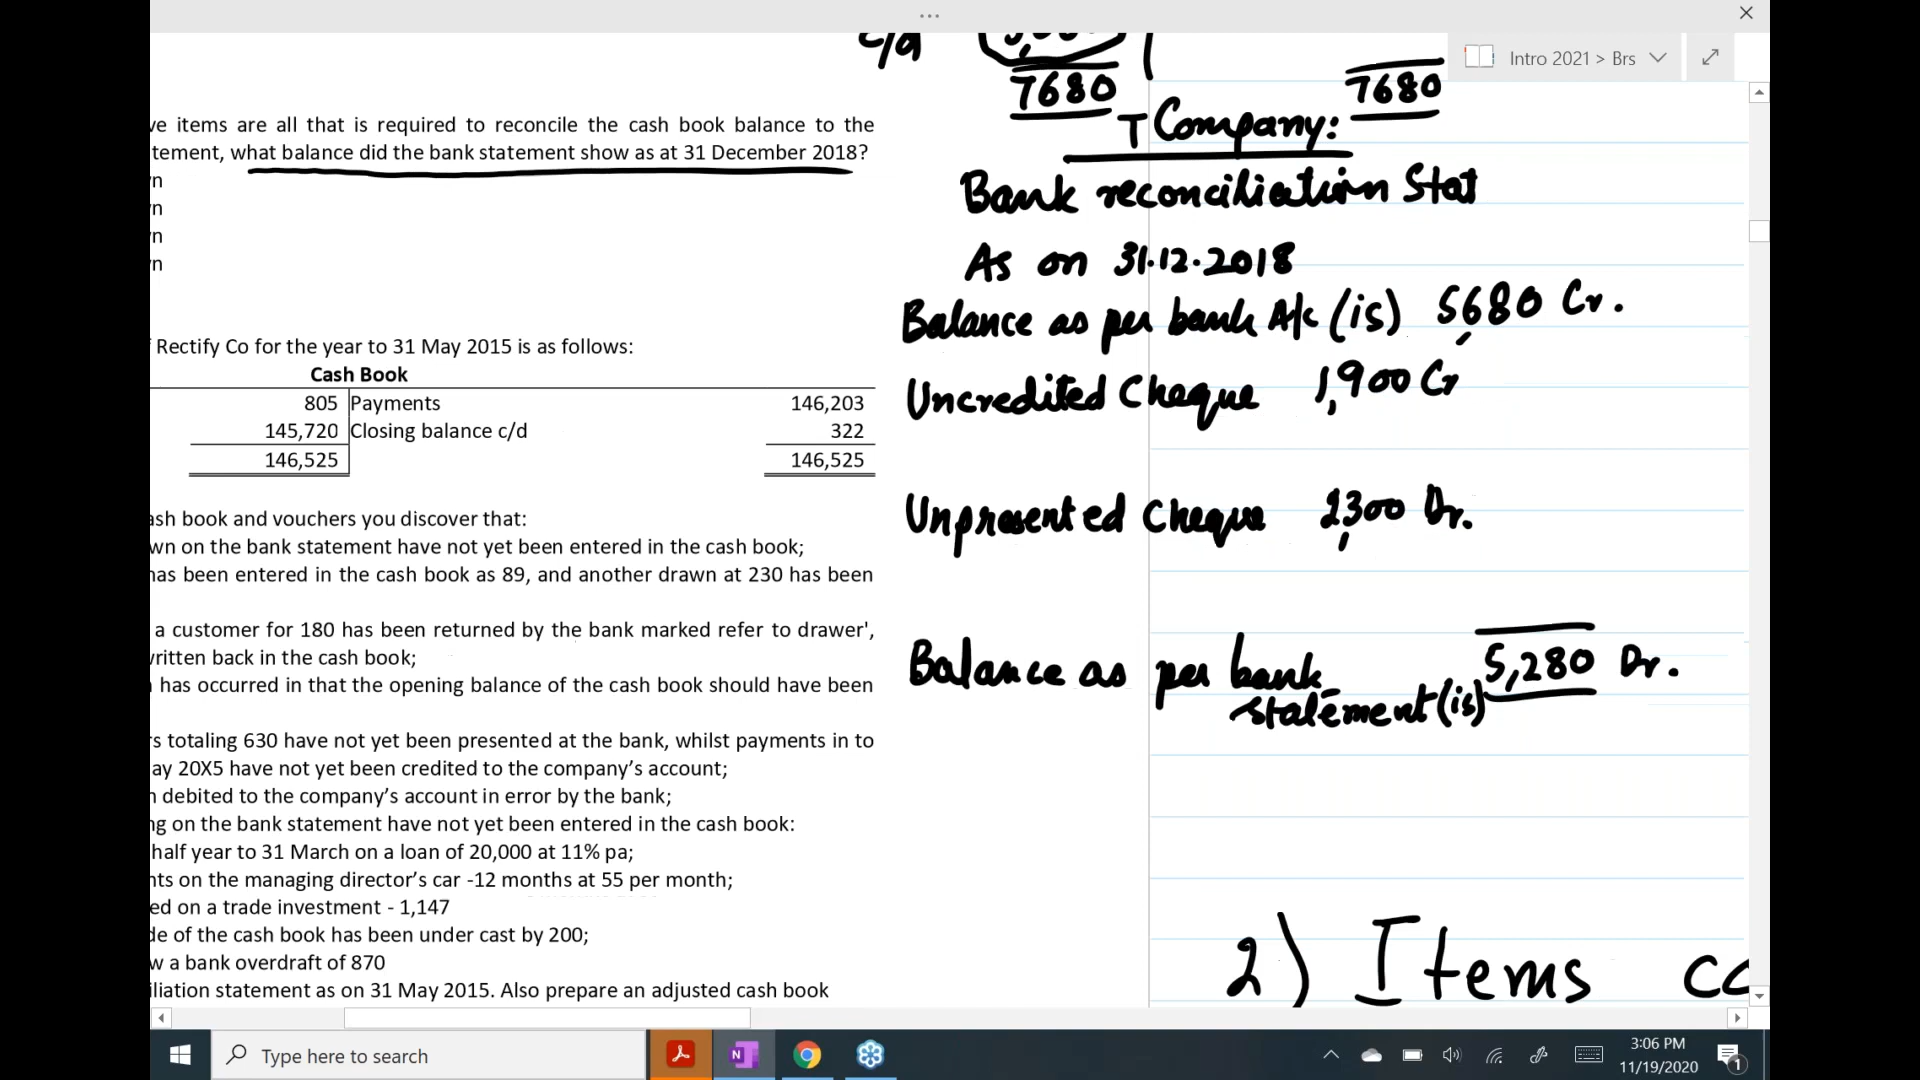 c/d
7680
7680
Intro 2021 > Brs
ve items are all that is required to reconcile the cash book balance to the
tement, what balance did the bank statement show as at 31 December 2018?
n
n
n
n
T Company:
Bank reconciliation Stat
As on 31.12.2018
Balance as per bank A/c (is) 5,680 Cr.
Uncredited Cheque 1,900 Cr
Unpresented Cheque 2,300 Dr.
Balance as per bank statement (is) 5,280 Dr.
2) Items cc
Rectify Co for the year to 31 May 2015 is as follows:
Cash Book
805 Payments 146,203
145,720 Closing balance c/d 322
146,525 146,525
ash book and vouchers you discover that:
wn on the bank statement have not yet been entered in the cash book;
has been entered in the cash book as 89, and another drawn at 230 has been
a customer for 180 has been returned by the bank marked refer to drawer',
written back in the cash book;
has occurred in that the opening balance of the cash book should have been
rs totaling 630 have not yet been presented at the bank, whilst payments in to
ay 20X5 have not yet been credited to the company's account;
n debited to the company's account in error by the bank;
ng on the bank statement have not yet been entered in the cash book:
half year to 31 March on a loan of 20,000 at 11% pa;
nts on the managing director's car -12 months at 55 per month;
ed on a trade investment - 1,147
de of the cash book has been under cast by 200;
w a bank overdraft of 870
iliation statement as on 31 May 2015. Also prepare an adjusted cash book
Type here to search
3:06 PM
11/19/2020
1